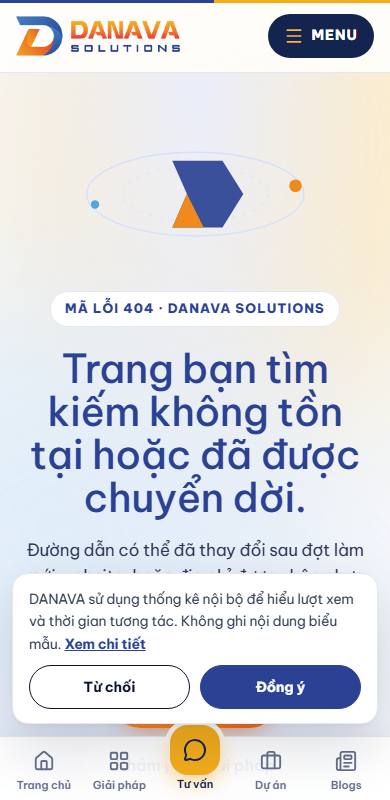 DANAVA
SOLUTIONS
MENU
MÃ LỖI 404 · DANAVA SOLUTIONS
Trang bạn tìm
kiếm không tồn
tại hoặc đã được
chuyển dời.
Đường dẫn có thể đã thay đổi sau đợt làm
DANAVA sử dụng thống kê nội bộ để hiểu lượt xem
và thời gian tương tác. Không ghi nội dung biểu
mẫu. Xem chi tiết
Từ chối
Đồng ý
Trang chủ
Giải pháp
Tư vấn
Dự án
Blogs